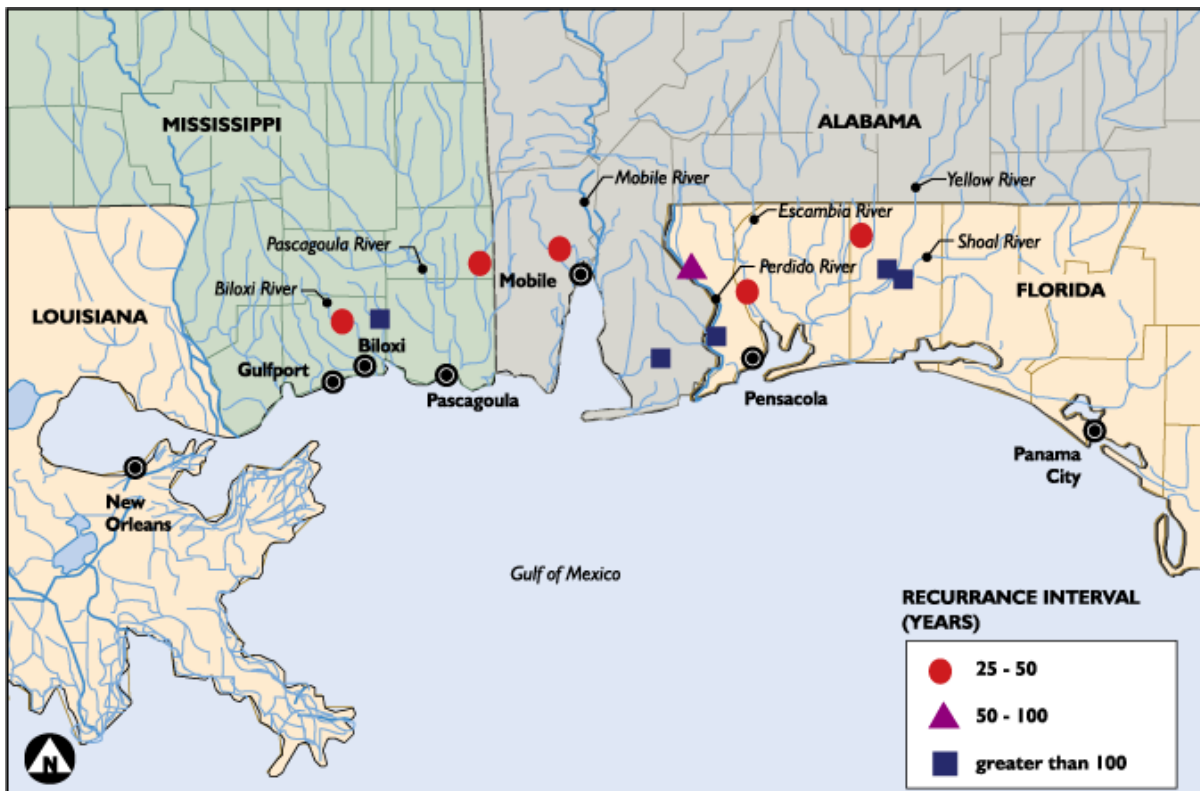 MISSISSIPPI
ALABAMA
Mobile River
Yellow River
Escambia River
Pascagoula River
Shoal River
Perdido River
Mobile
Biloxi River
FLORIDA
LOUISIANA
Biloxi
Gulfport
Pascagoula
Pensacola
Panama
City
New
Orleans
Gulf of Mexico
RECURRANCE INTERVAL
(YEARS)
25 - 50
50 - 100
greater than 100
N